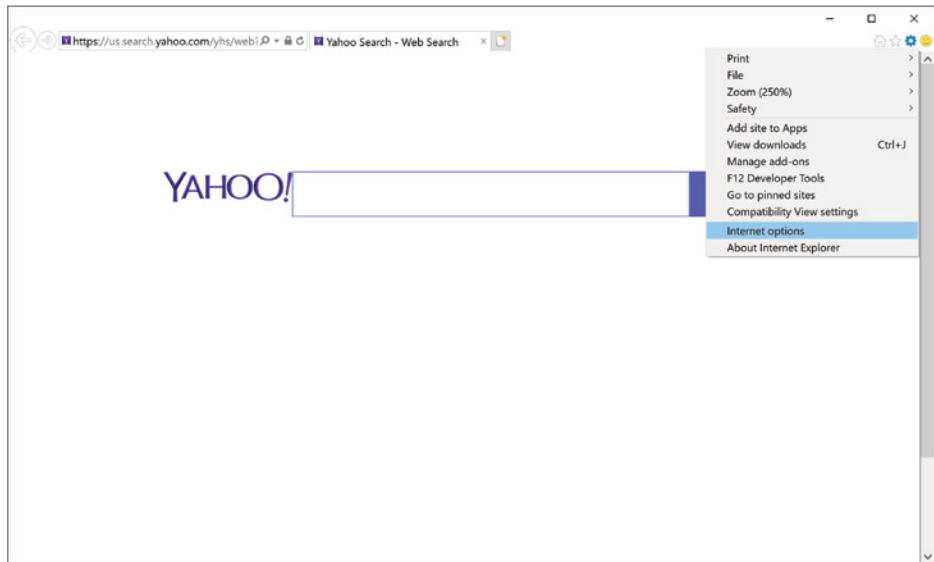 https://us.search.yahoo.com/yhs/web
Yahoo Search - Web Search
Print
File
Zoom (250%)
Safety
Add site to Apps
View downloads Ctrl+J
Manage add-ons
F12 Developer Tools
Go to pinned sites
Compatibility View settings
Internet options
About Internet Explorer
YAHOO!